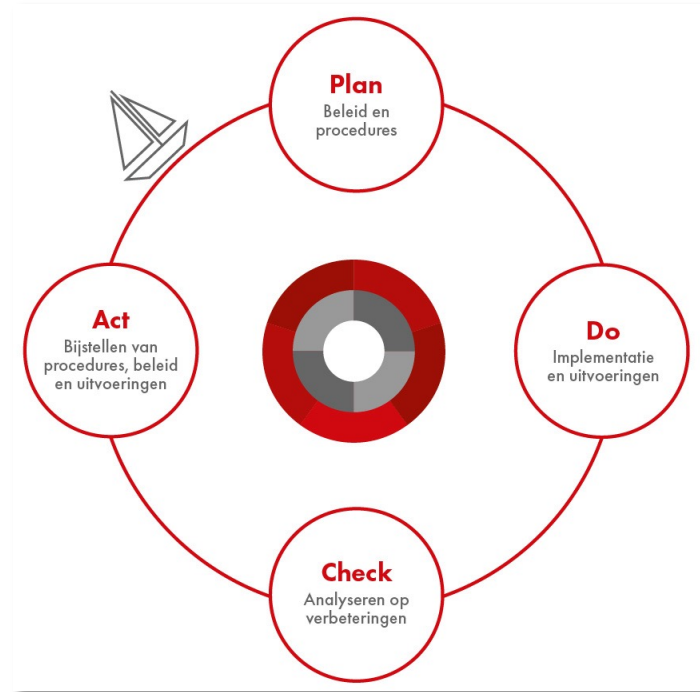 Plan
Beleid en
procedures
Do
Implementatie
en uitvoeringen
Check
Analyseren op
verbeteringen
Act
Bijstellen van
procedures, beleid
en uitvoeringen